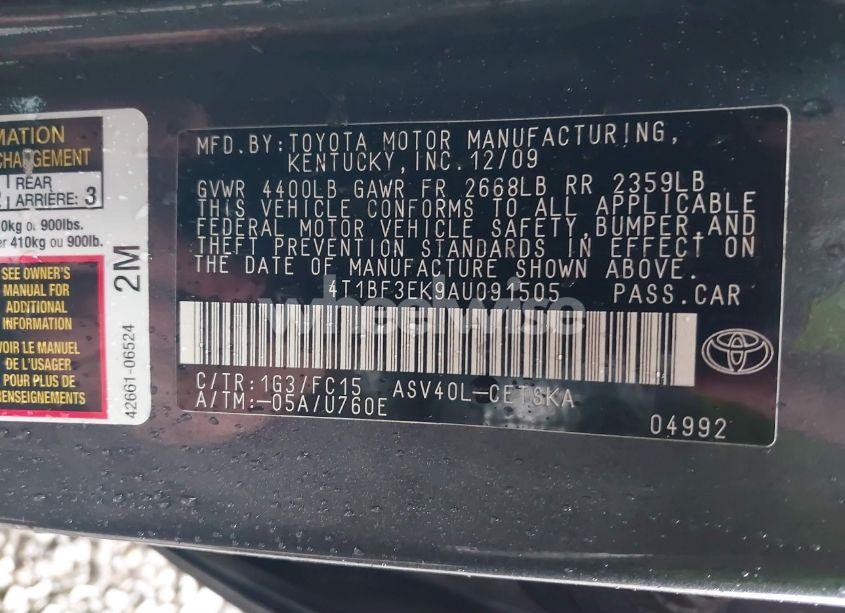 MATION
CHARGEMENT
REAR
ARRIÈRE: 3
0kg or 900lbs.
er 410kg ou 900lb.
SEE OWNER'S
MANUAL FOR
ADDITIONAL
INFORMATION
VOIR LE MANUEL
DE L'USAGER
POUR PLUS DE
RENSEIGNEMENTS
2M
42661-06524
MFD.BY:TOYOTA MOTOR MANUFACTURING,
KENTUCKY,INC.12/09
GVWR 4400LB GAWR FR 2668LB RR 2359LB
THIS VEHICLE CONFORMS TO ALL APPLICABLE
FEDERAL MOTOR VEHICLE SAFETY,BUMPER,AND
THEFT PREVENTION STANDARDS IN EFFECT ON
THE DATE OF MANUFACTURE SHOWN ABOVE.
4T1BF3EK9AU091505 PASS.CAR
wheelwise
C/TR:1G3/FC15 ASV40L-CETSKA
A/TM:-05A/U760E
04992